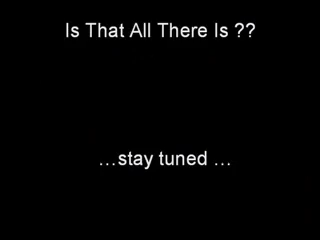 Is That All There Is ??
…stay tuned …